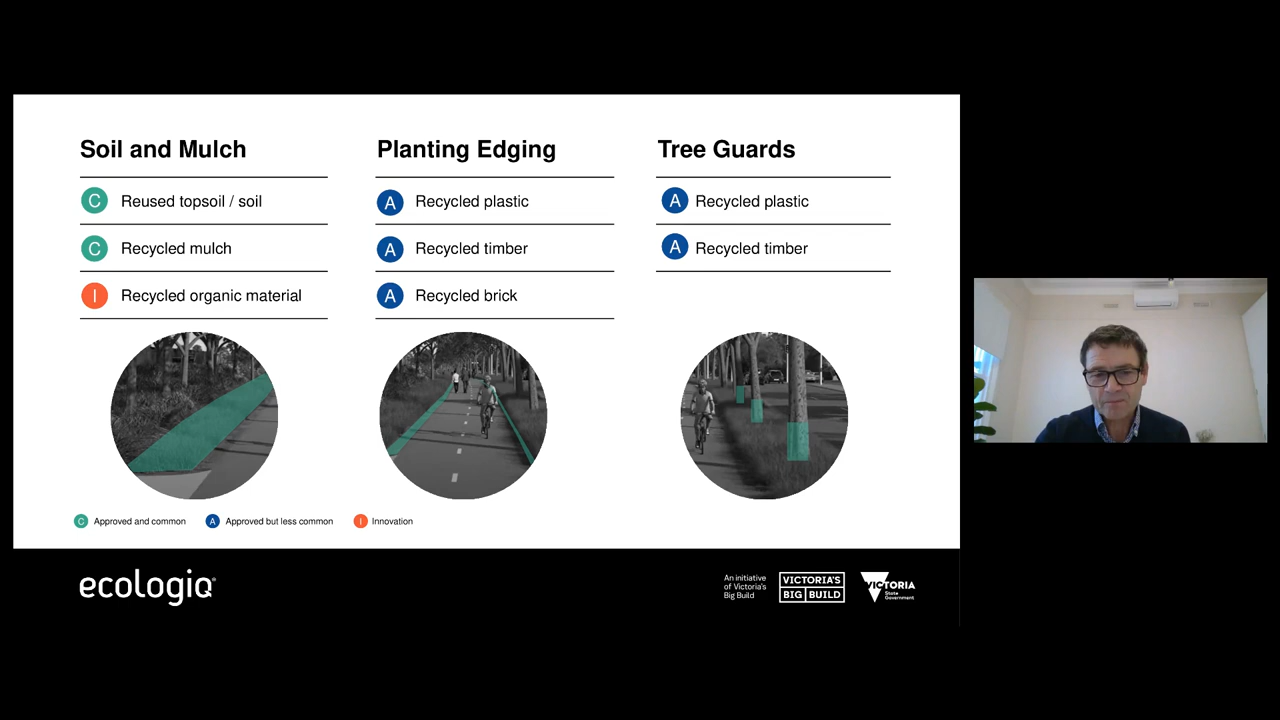 Soil and Mulch
C Reused topsoil / soil
C Recycled mulch
I Recycled organic material
Planting Edging
A Recycled plastic
A Recycled timber
A Recycled brick
Tree Guards
A Recycled plastic
A Recycled timber
C Approved and common
A Approved but less common
I Innovation
ecologiq®
An initiative
of Victoria's
Big Build
VICTORIA'S
BIG BUILD
VICTORIA
State
Government